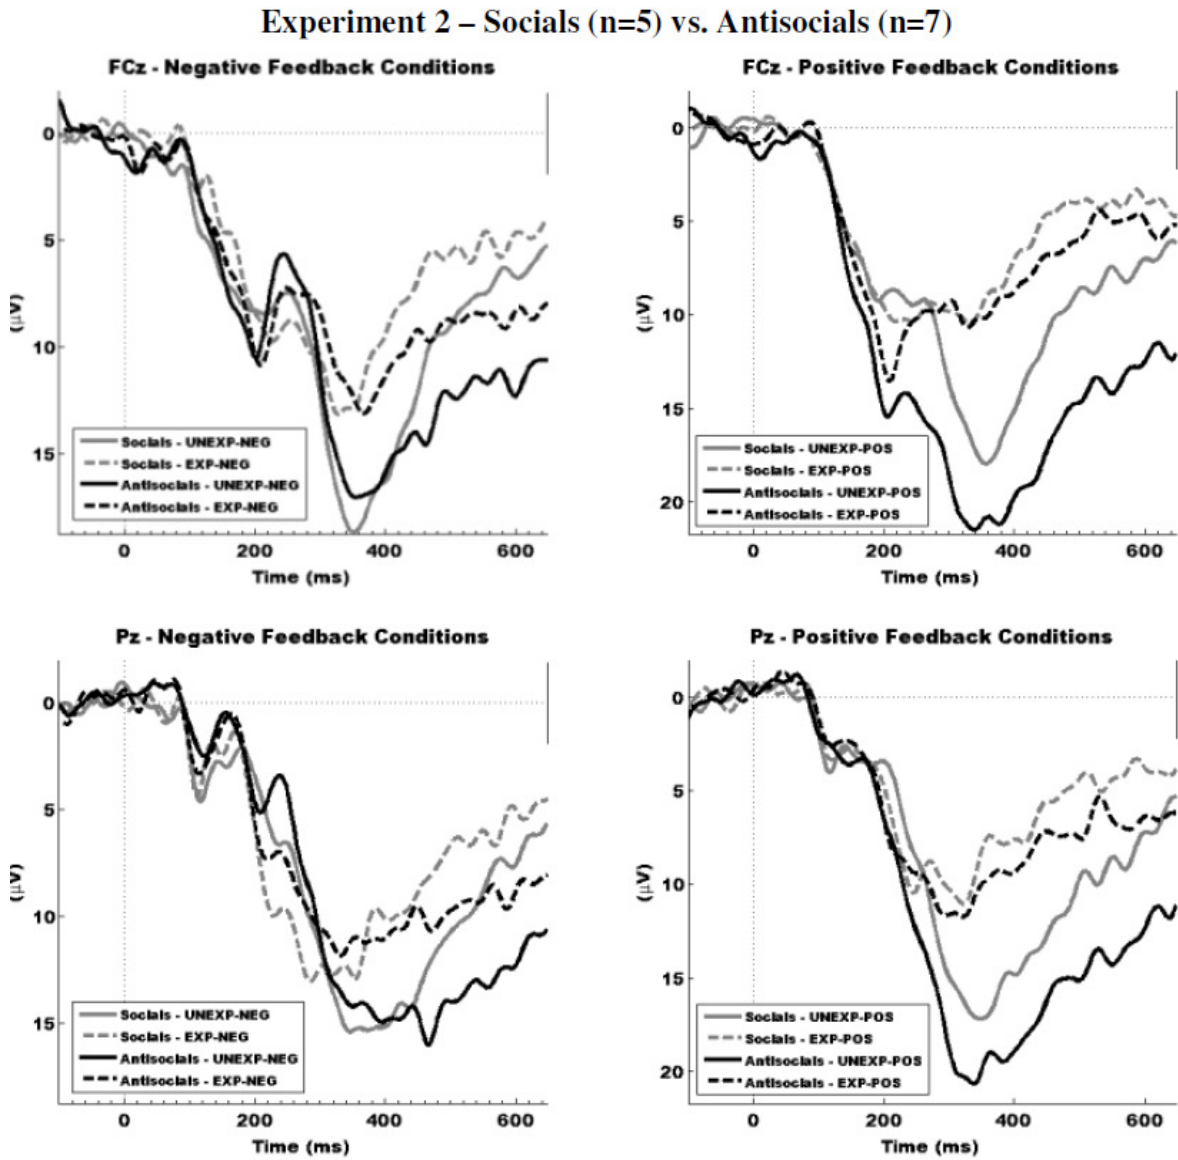 Experiment 2 – Socials (n=5) vs. Antisocials (n=7)
FCz - Negative Feedback Conditions
0
5
10
15
(µV)
Socials - UNEXP-NEG
Socials - EXP-NEG
Antisocials - UNEXP-NEG
Antisocials - EXP-NEG
0 200 400 600
Time (ms)
FCz - Positive Feedback Conditions
0
5
10
15
20
(µV)
Socials - UNEXP-POS
Socials - EXP-POS
Antisocials - UNEXP-POS
Antisocials - EXP-POS
0 200 400 600
Time (ms)
Pz - Negative Feedback Conditions
0
5
10
15
(µV)
Socials - UNEXP-NEG
Socials - EXP-NEG
Antisocials - UNEXP-NEG
Antisocials - EXP-NEG
0 200 400 600
Time (ms)
Pz - Positive Feedback Conditions
0
5
10
15
20
(µV)
Socials - UNEXP-POS
Socials - EXP-POS
Antisocials - UNEXP-POS
Antisocials - EXP-POS
0 200 400 600
Time (ms)